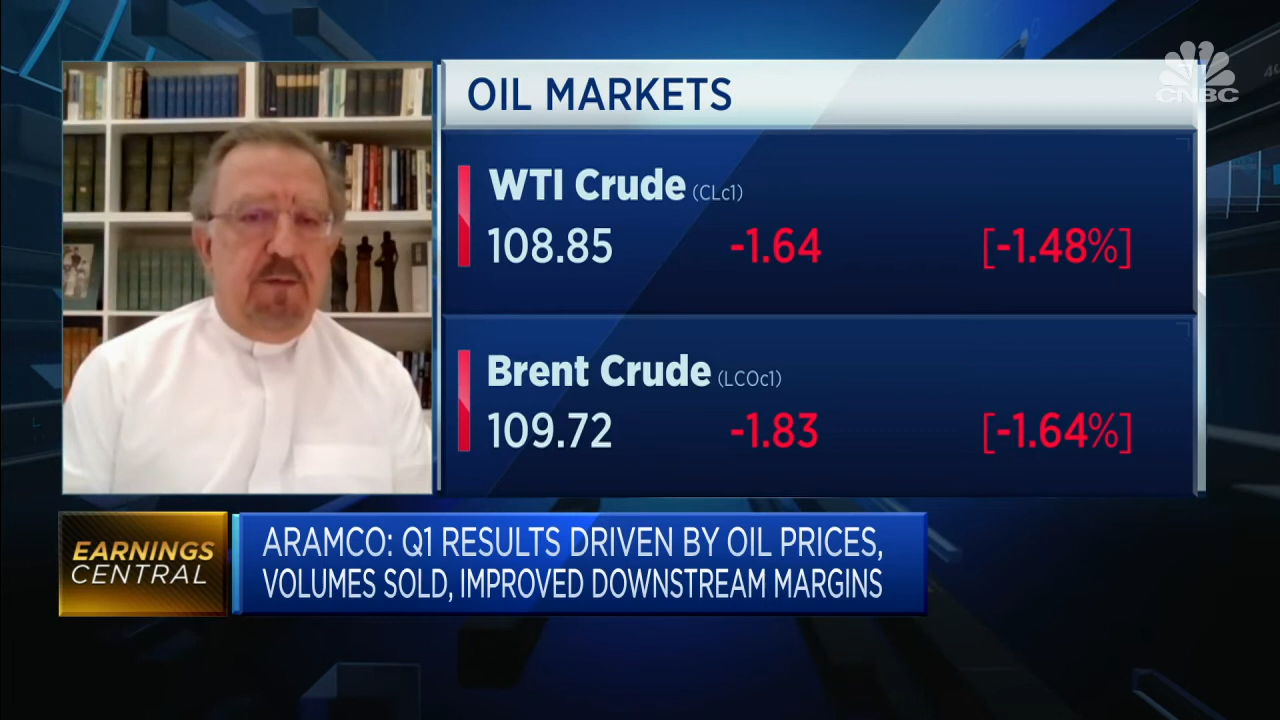 CNBC
OIL MARKETS
WTI Crude (CLc1)
108.85 -1.64 [-1.48%]
Brent Crude (LCOc1)
109.72 -1.83 [-1.64%]
EARNINGS
CENTRAL
ARAMCO: Q1 RESULTS DRIVEN BY OIL PRICES,
VOLUMES SOLD, IMPROVED DOWNSTREAM MARGINS